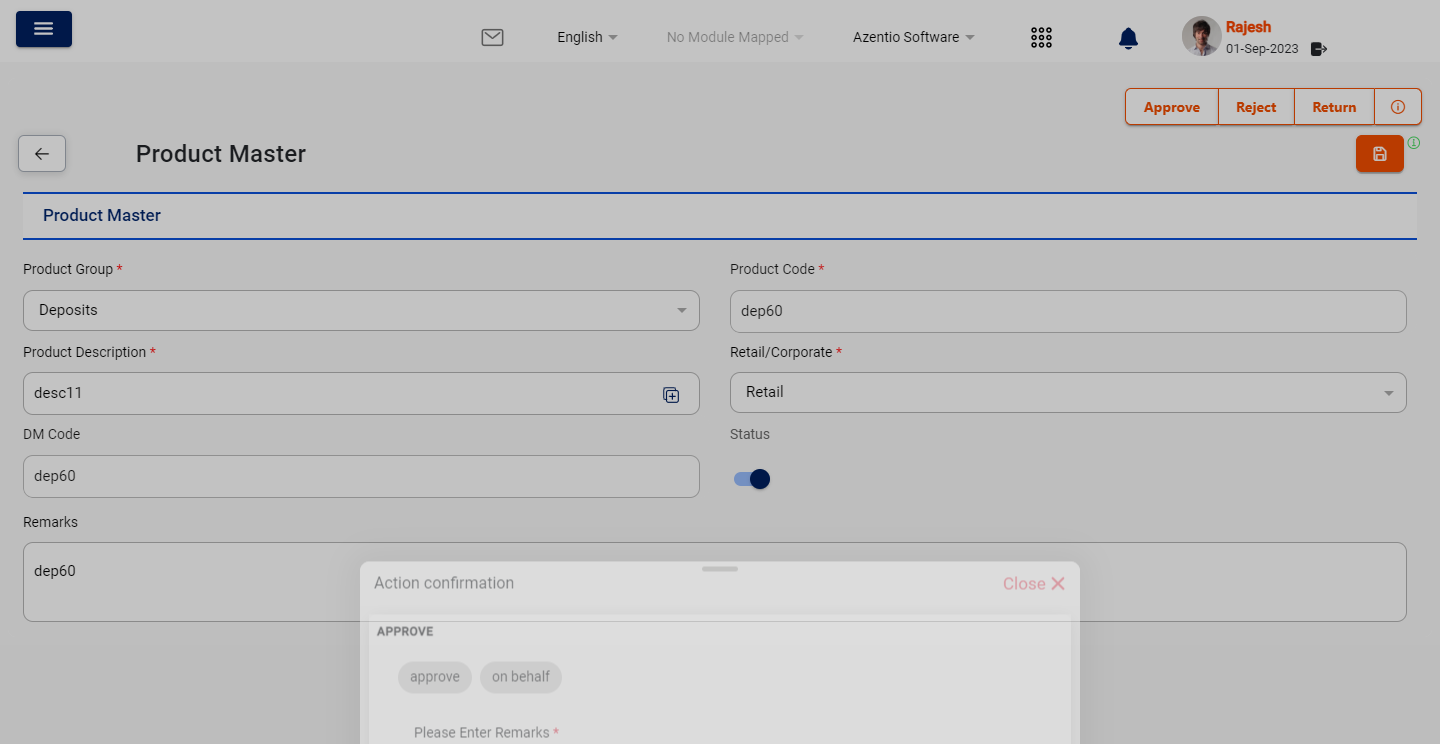 English
No Module Mapped
Azentio Software
Rajesh
01-Sep-2023
Approve
Reject
Return
Product Master
Product Master
Product Group *
Product Code *
Deposits
dep60
Product Description *
Retail/Corporate *
desc11
Retail
DM Code
Status
dep60
Remarks
dep60
Action confirmation
Close
APPROVE
approve
on behalf
Please Enter Remarks *